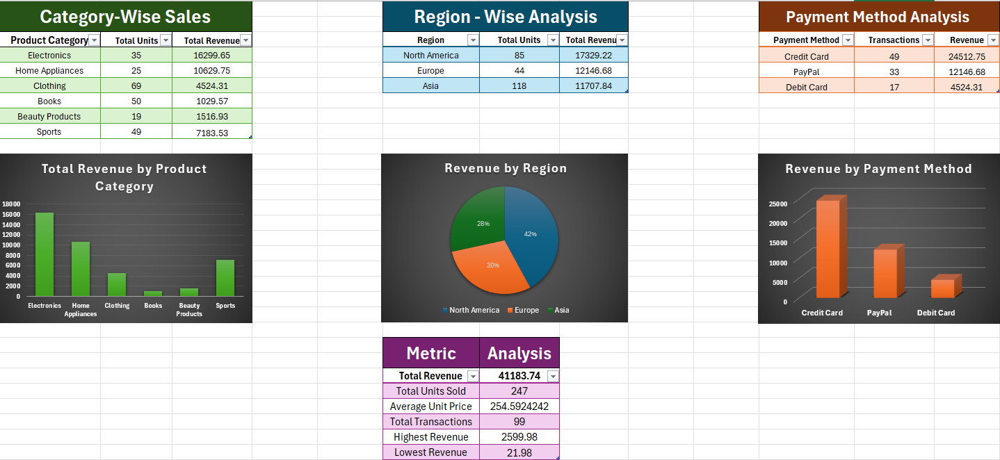 Category-Wise Sales
Product Category Total Units Total Revenue
Electronics 35 16299.65
Home Appliances 25 10629.75
Clothing 69 4524.31
Books 50 1029.57
Beauty Products 19 1516.93
Sports 49 7183.53
Region - Wise Analysis
Region Total Units Total Revenu
North America 85 17329.22
Europe 44 12146.68
Asia 118 11707.84
Payment Method Analysis
Payment Method Transactions Revenue
Credit Card 49 24512.75
PayPal 33 12146.68
Debit Card 17 4524.31
Total Revenue by Product
Category
18000
16000
14000
12000
10000
8000
6000
4000
2000
0
Electronics Home Clothing Books Beauty Sports
Appliances Products
Revenue by Region
28%
42%
30%
North America Europe Asia
Revenue by Payment Method
25000
20000
15000
10000
5000
0
Credit Card PayPal Debit Card
Metric Analysis
Total Revenue 41183.74
Total Units Sold 247
Average Unit Price 254.5924242
Total Transactions 99
Highest Revenue 2599.98
Lowest Revenue 21.98